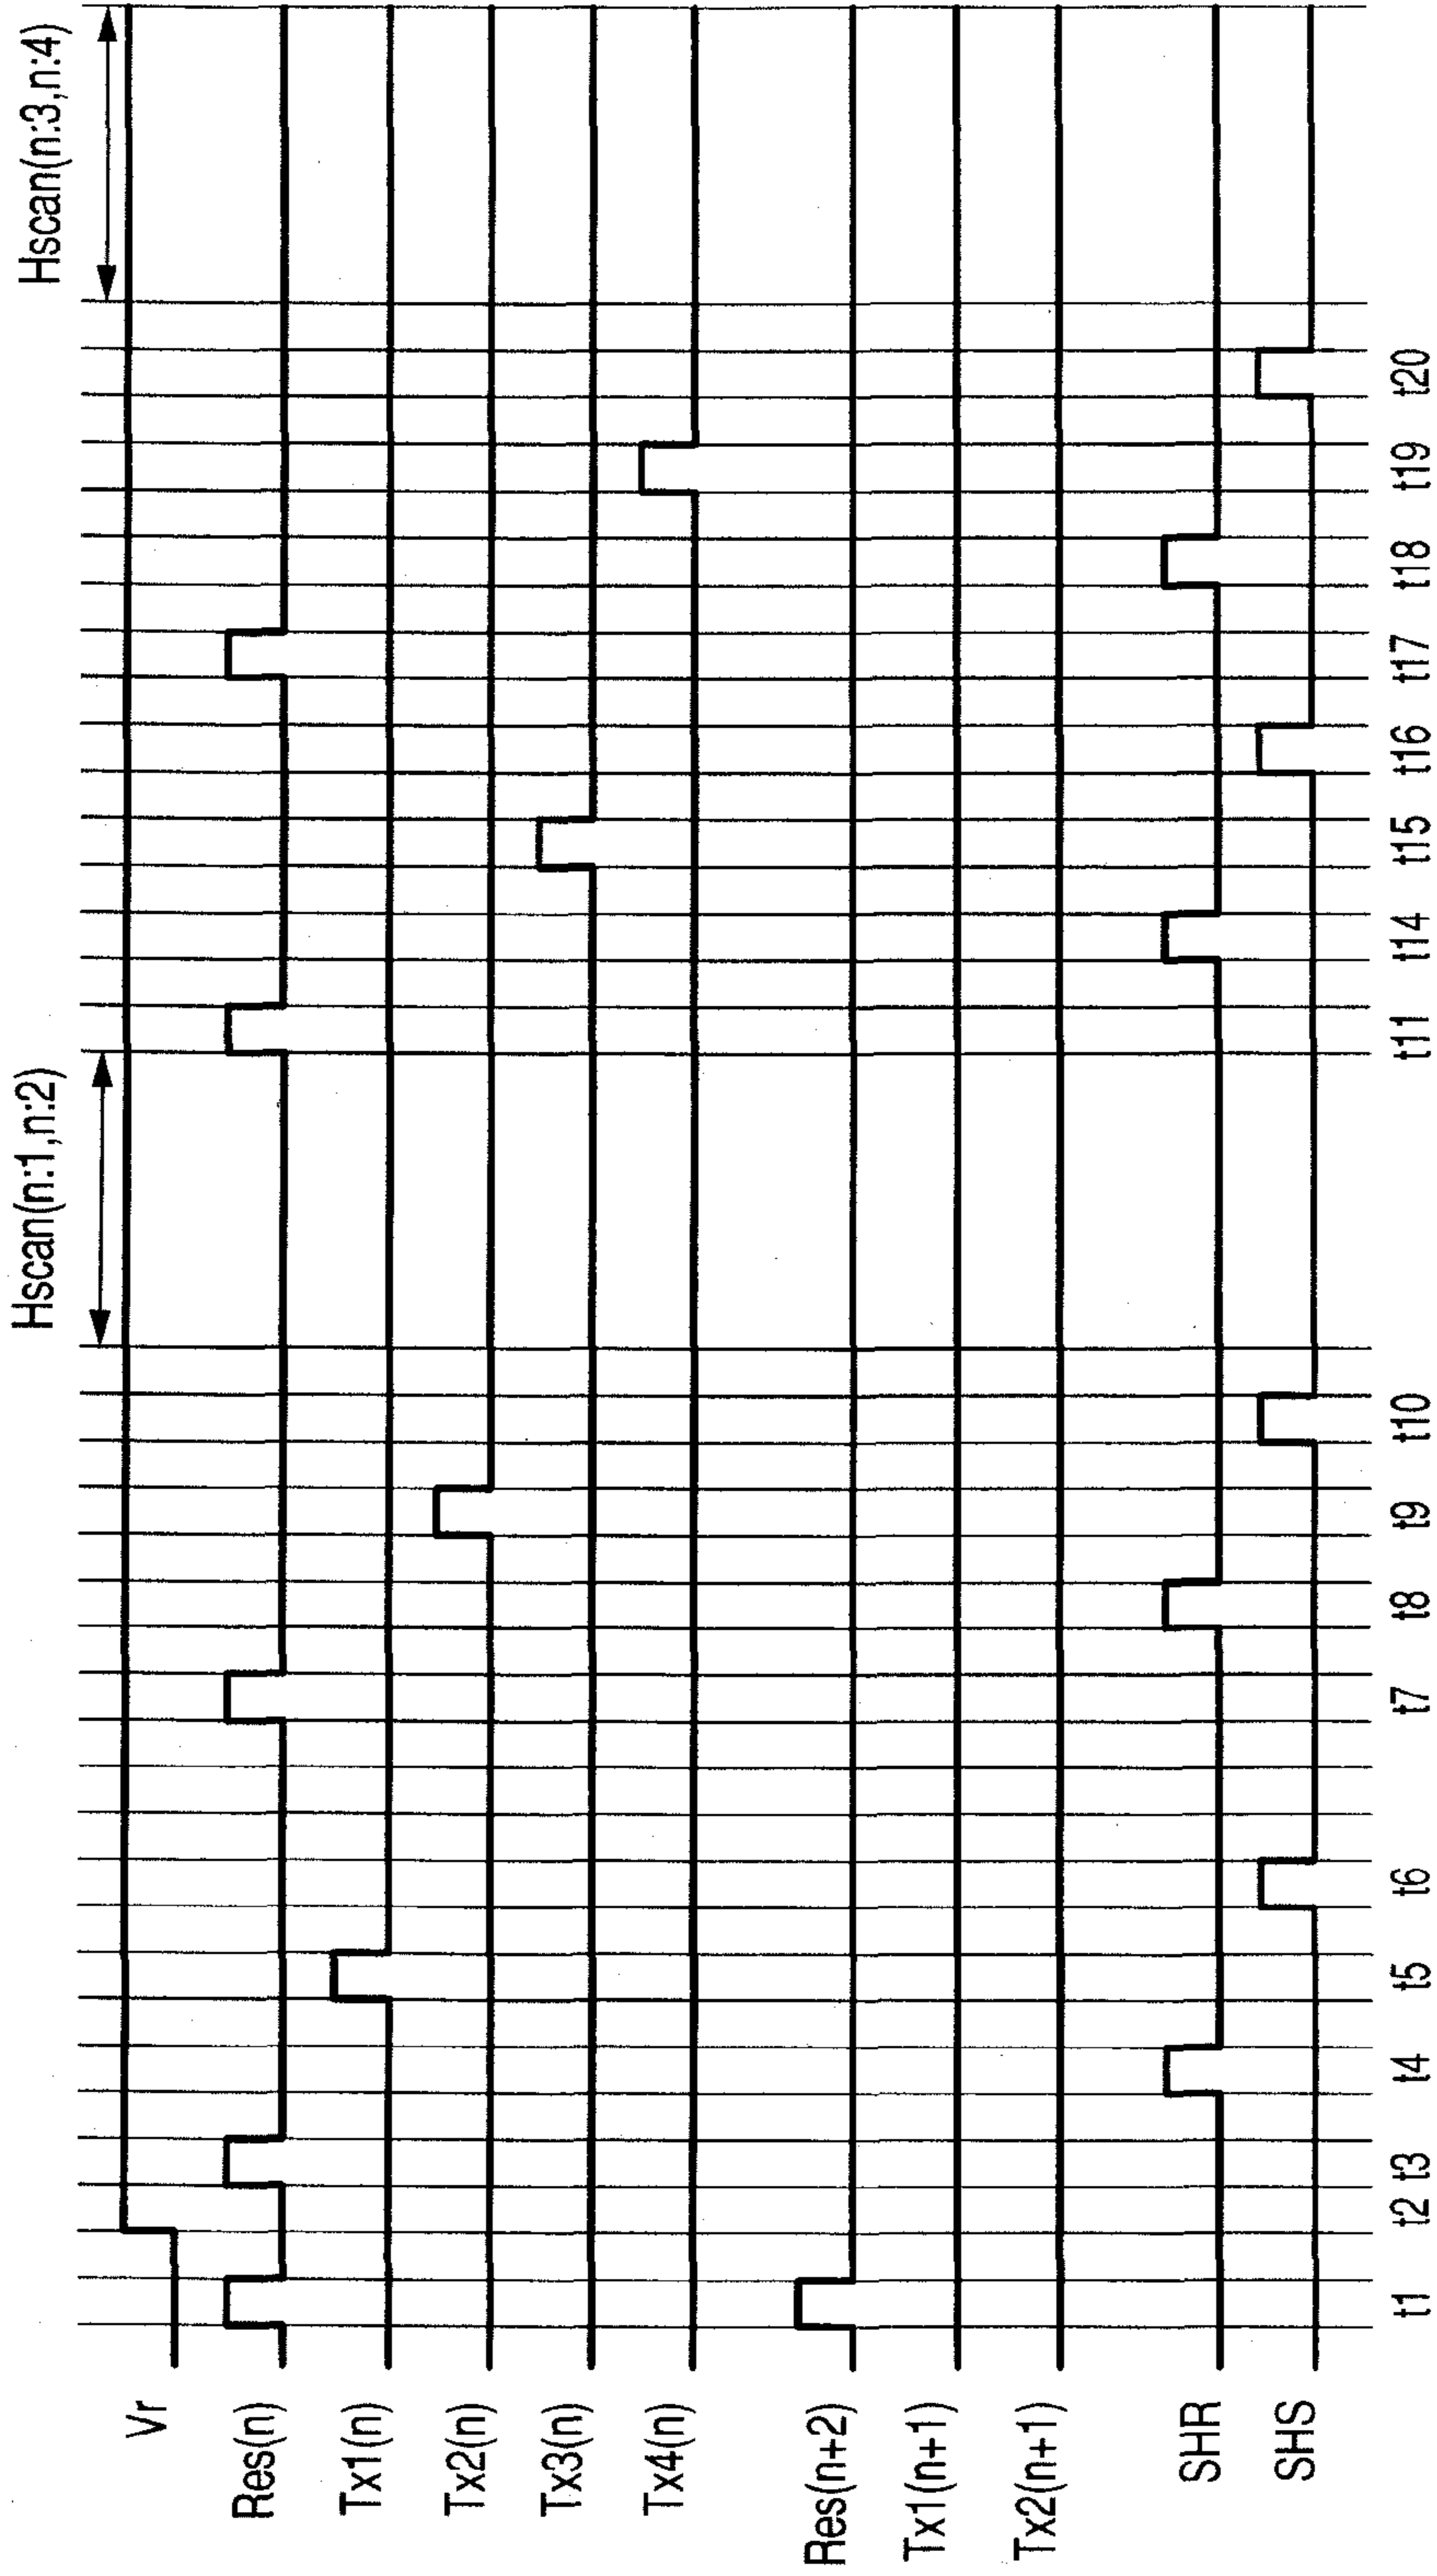 Hscan(n:1,n:2)
Hscan(n:3,n:4)
Vr
Res(n)
Tx1(n)
Tx2(n)
Tx3(n)
Tx4(n)
Res(n+2)
Tx1(n+1)
Tx2(n+1)
SHR
SHS
t1 t2 t3 t4 t5 t6 t7 t8 t9 t10 t11 t14 t15 t16 t17 t18 t19 t20